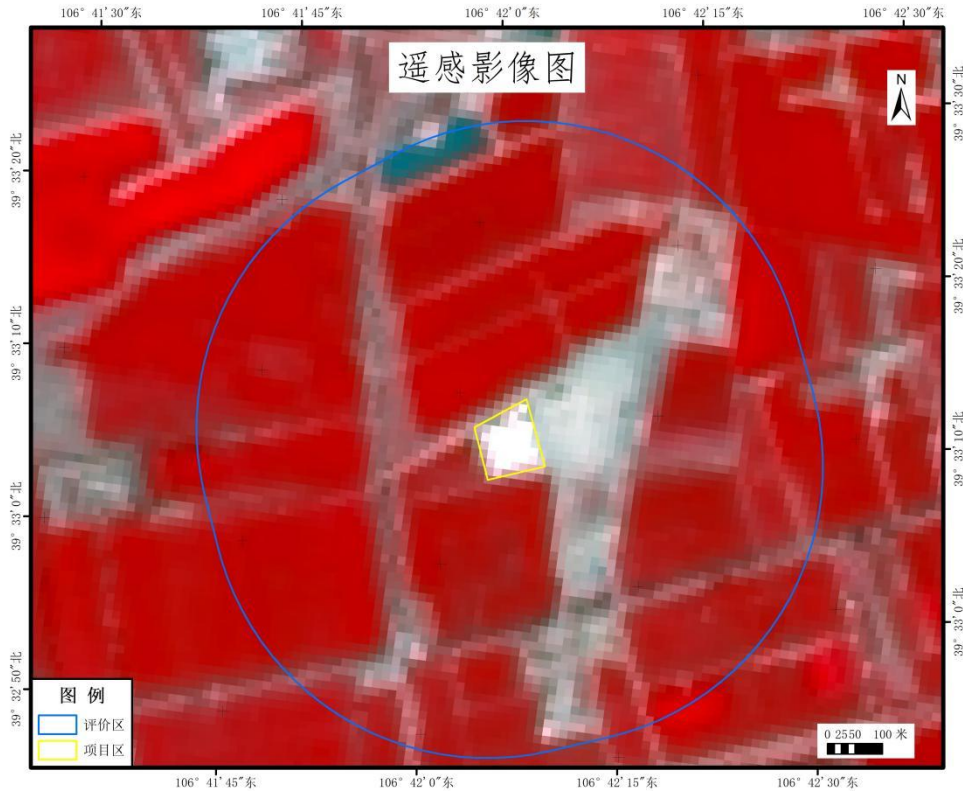 106° 41′30″东 106° 41′45″东 106° 42′0″东 106° 42′15″东 106° 42′30″东
遥感影像图
N
39° 33′20″北
39° 33′10″北
39° 33′0″北
39° 32′50″北
39° 33′30″北
39° 33′20″北
39° 33′10″北
39° 33′0″北
图 例
评价区
项目区
0 25 50 100 米
106° 41′45″东 106° 42′0″东 106° 42′15″东 106° 42′30″东